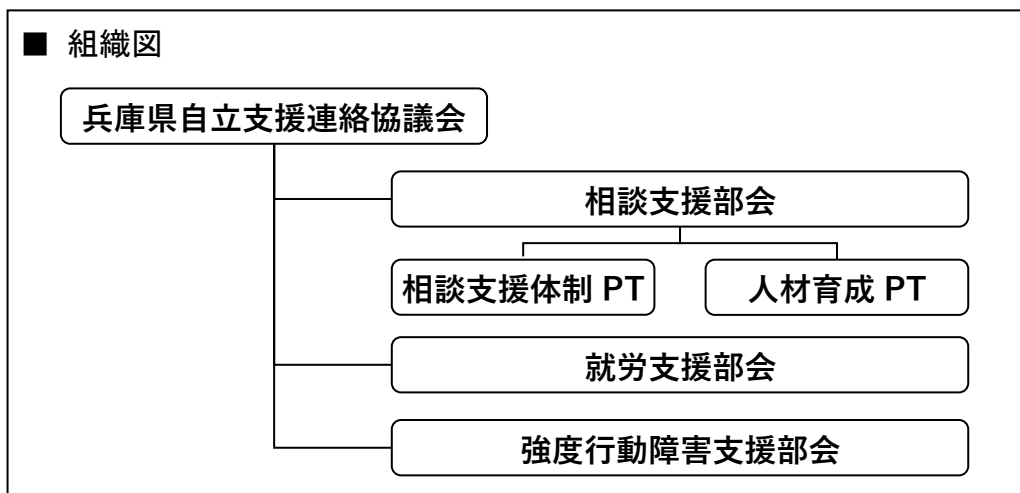 ■ 組織図
兵庫県自立支援連絡協議会
相談支援部会
相談支援体制 PT
人材育成 PT
就労支援部会
強度行動障害支援部会